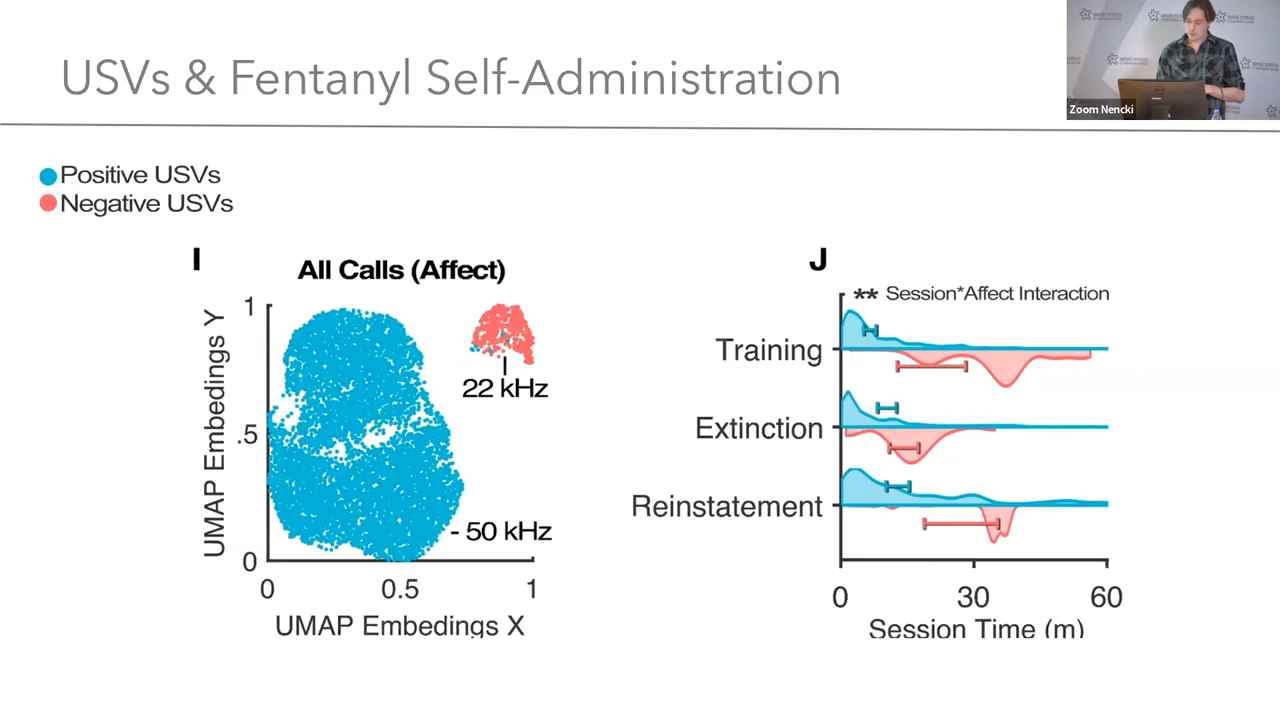 USVs & Fentanyl Self-Administration
Zoom Nencki
Positive USVs
Negative USVs
I
All Calls (Affect)
1
.5
0
UMAP Embedings Y
22 kHz
- 50 kHz
0 0.5 1
UMAP Embedings X
J
** Session*Affect Interaction
Training
Extinction
Reinstatement
0 30 60
Session Time (m)